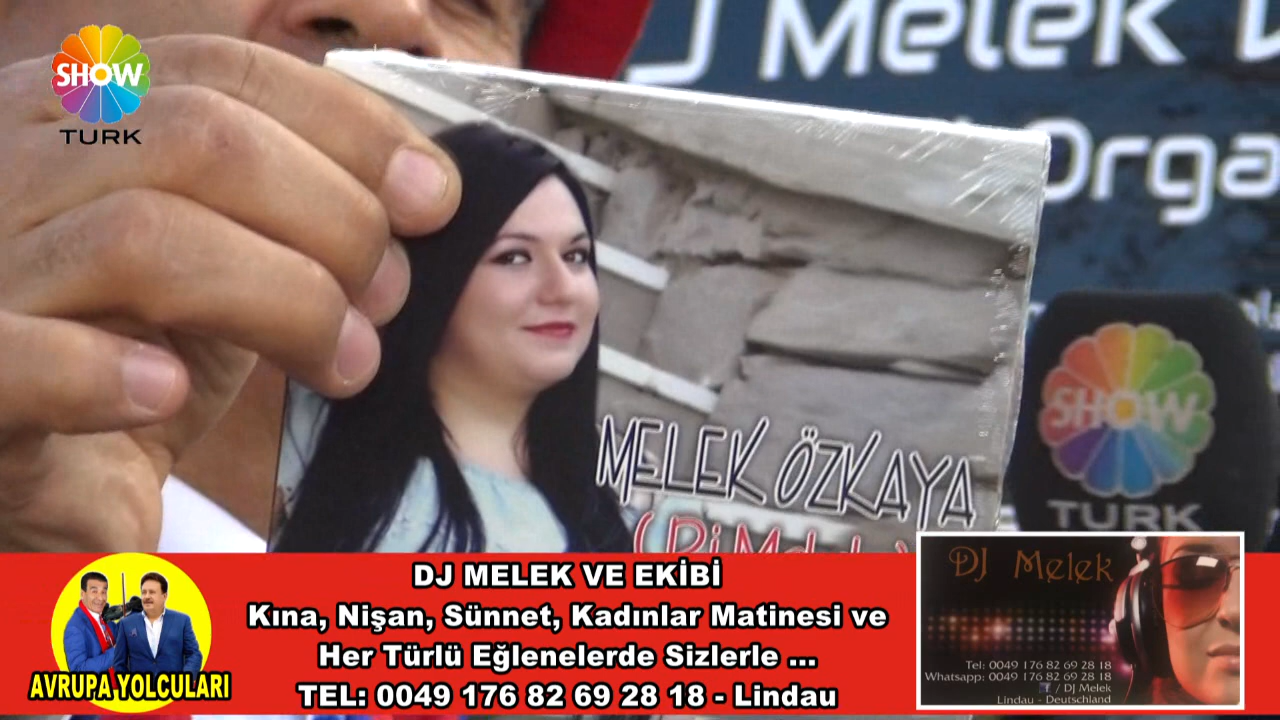 SHOW
TURK
DJ Melek
MELEK ÖZKAYA
SHOW
TURK
DJ MELEK VE EKİBİ
Kına, Nişan, Sünnet, Kadınlar Matinesi ve
Her Türlü Eğlenelerde Sizlerle ...
TEL: 0049 176 82 69 28 18 - Lindau
AVRUPA YOLCULARI
DJ Melek
Tel: 0049 176 82 69 28 18
Whatsapp: 0049 176 82 69 28 18
f / DJ Melek
Lindau - Deutschland